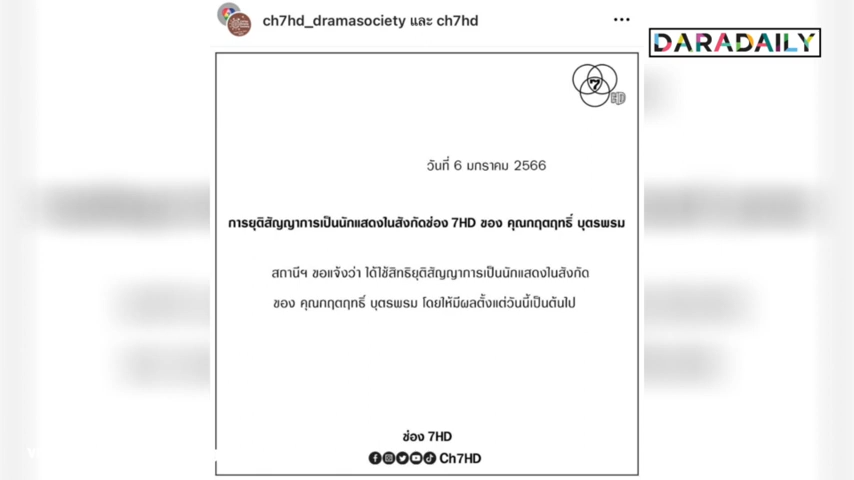 ch7hd_dramasociety และ ch7hd
DARADAILY
7
HD
วันที่ 6 มกราคม 2566
การยุติสัญญาการเป็นนักแสดงในสังกัดช่อง 7HD ของ คุณกฤตฤทธิ์ บุตรพรม
สถานีฯ ขอแจ้งว่า ได้ใช้สิทธิยุติสัญญาการเป็นนักแสดงในสังกัด
ของ คุณกฤตฤทธิ์ บุตรพรม โดยให้มีผลตั้งแต่วันนี้เป็นต้นไป
ช่อง 7HD
Ch7HD